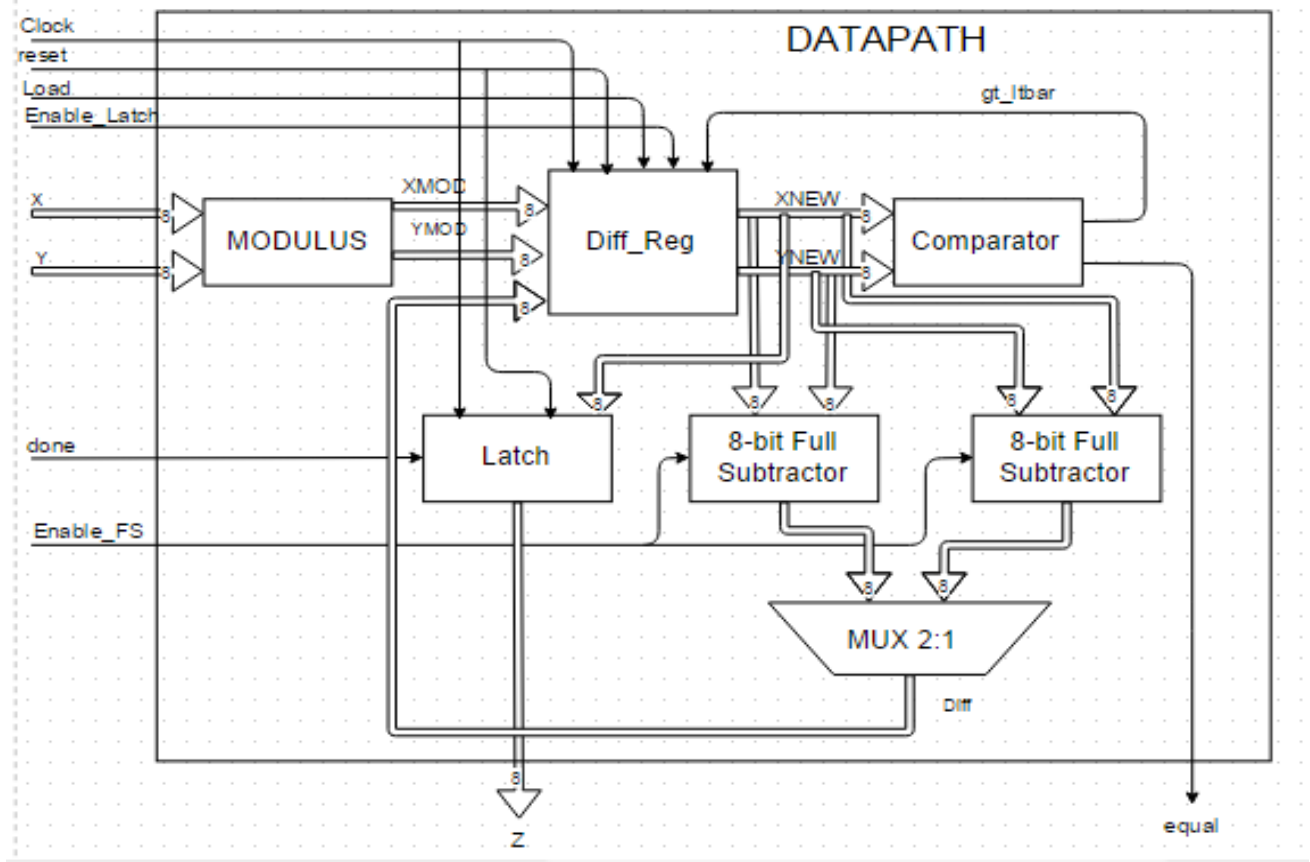 DATAPATH
Clock
reset
Load
Enable_Latch
gt_ltbar
X
8
Y
8
MODULUS
XMOD
8
YMOD
8
8
Diff_Reg
XNEW
8
YNEW
8
Comparator
8
8
8
8
8
done
Latch
8-bit Full
Subtractor
8-bit Full
Subtractor
Enable_FS
8
8
MUX 2:1
Diff
8
Z
equal